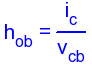 h_ob = i_c / v_cb